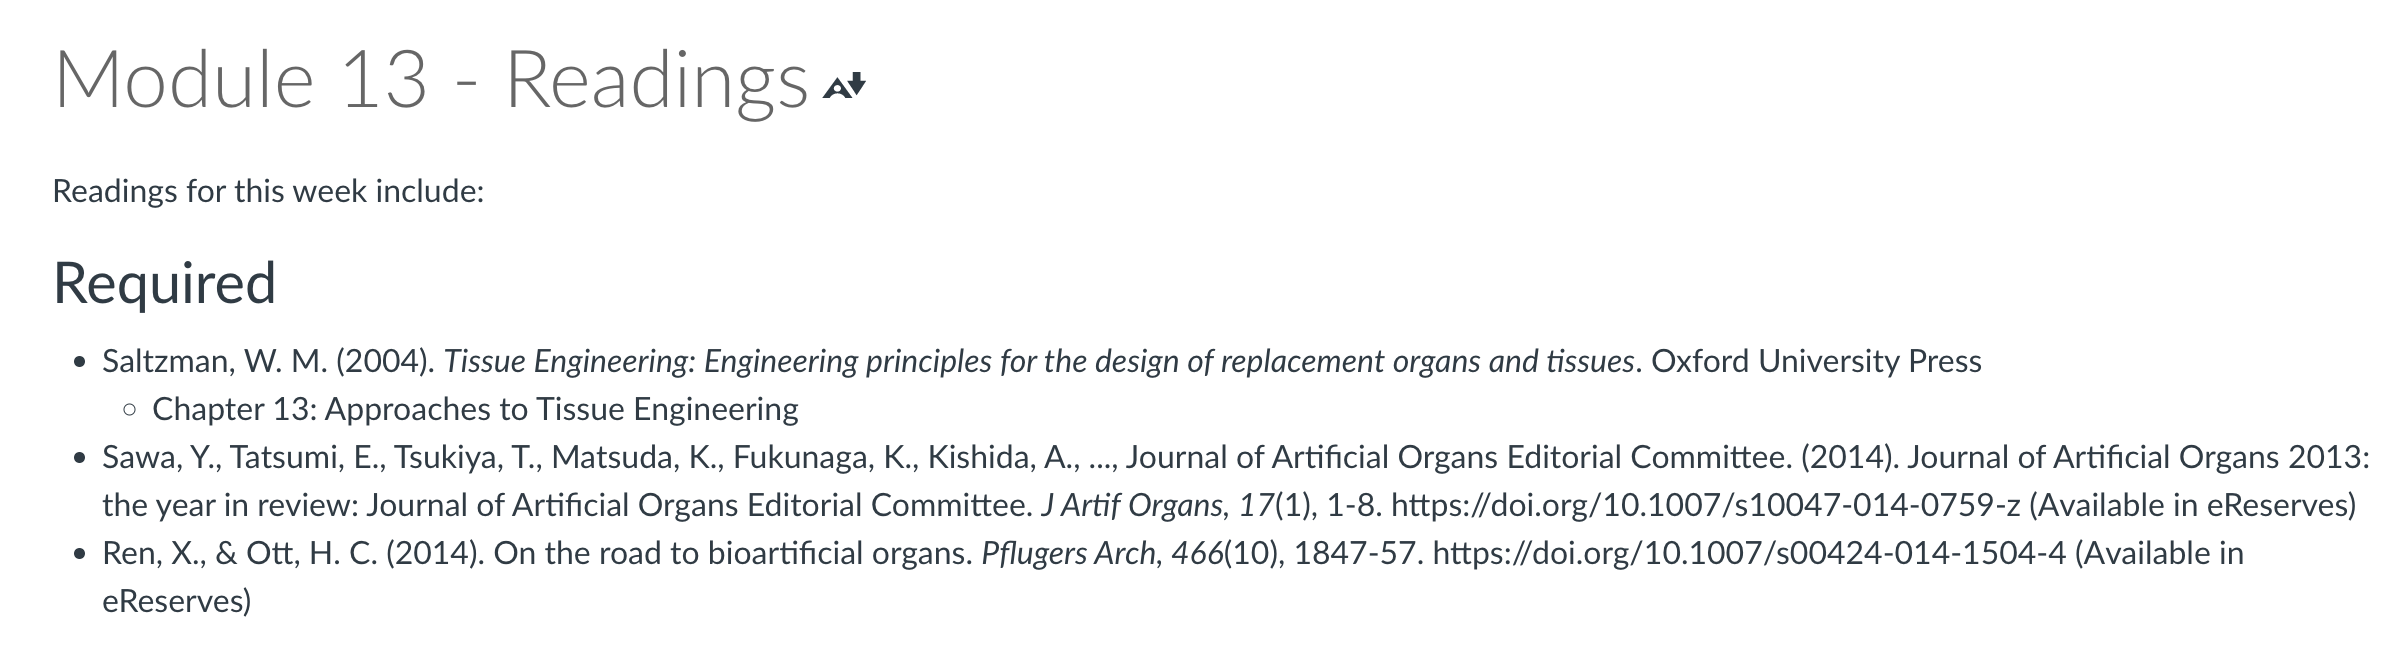 Module 13 - Readings
Readings for this week include:
Required
• Saltzman, W. M. (2004). Tissue Engineering: Engineering principles for the design of replacement organs and tissues. Oxford University Press
◦ Chapter 13: Approaches to Tissue Engineering
• Sawa, Y., Tatsumi, E., Tsukiya, T., Matsuda, K., Fukunaga, K., Kishida, A., ..., Journal of Artificial Organs Editorial Committee. (2014). Journal of Artificial Organs 2013:
the year in review: Journal of Artificial Organs Editorial Committee. J Artif Organs, 17(1), 1-8. https://doi.org/10.1007/s10047-014-0759-z (Available in eReserves)
• Ren, X., & Ott, H. C. (2014). On the road to bioartificial organs. Pflugers Arch, 466(10), 1847-57. https://doi.org/10.1007/s00424-014-1504-4 (Available in
eReserves)